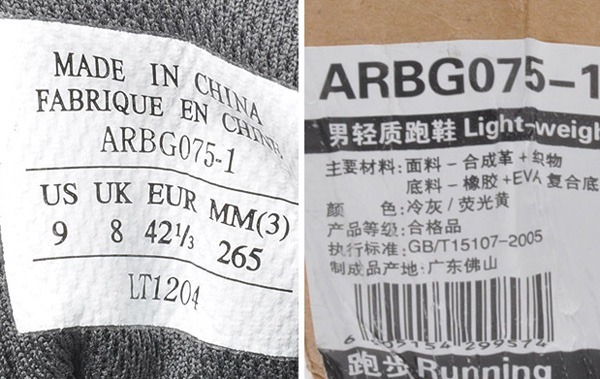 MADE IN CHINA
FABRIQUE EN CHINE
ARBG075-1
US UK EUR MM(3)
9 8 42⅓ 265
LT1204
ARBG075-1
男轻质跑鞋 Light-weigh
主要材料: 面料-合成革+织物
底料-橡胶+EVA 复合底
颜 色: 冷灰/荧光黄
产品等级: 合格品
执行标准: GB/T15107-2005
制成品产地: 广东佛山
299574
跑步 Running